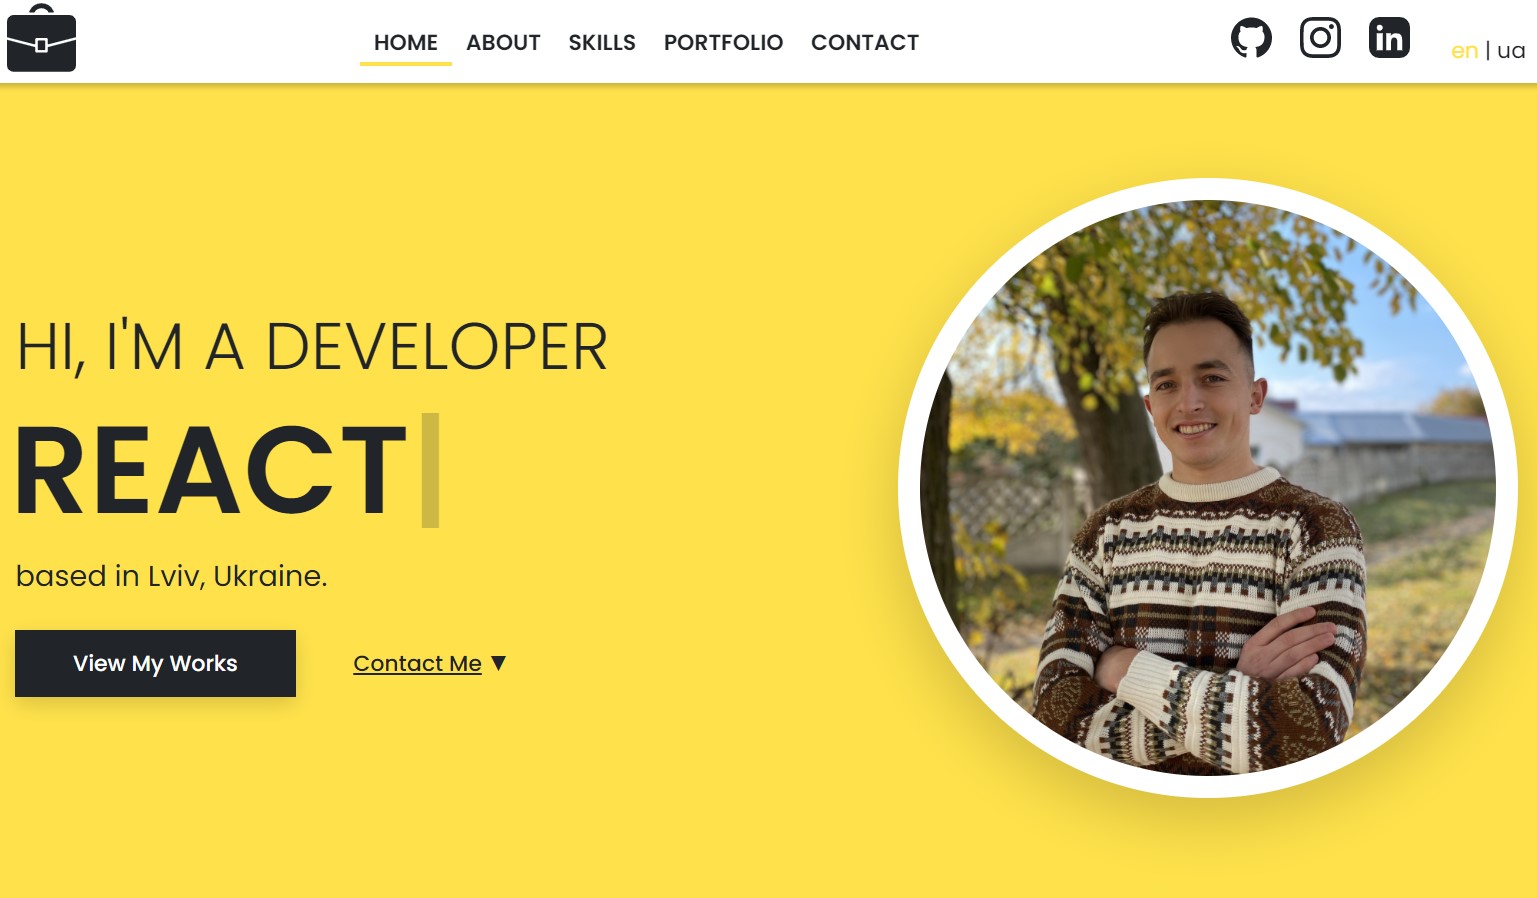 HOME ABOUT SKILLS PORTFOLIO CONTACT in en | ua
HI, I'M A DEVELOPER
REACT
based in Lviv, Ukraine.
View My Works Contact Me ▼